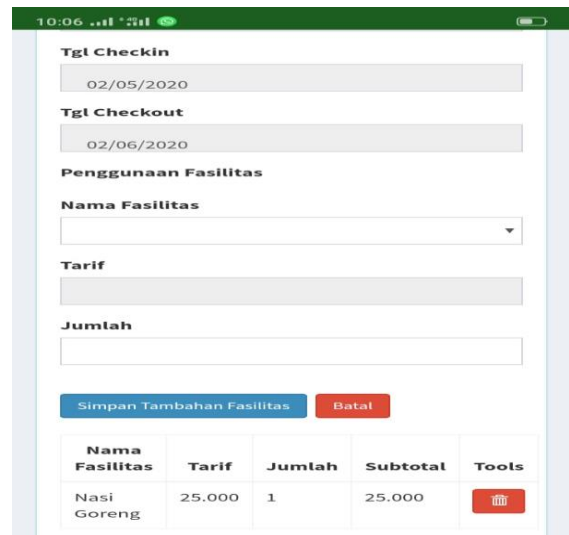 10:06
Tgl Checkin
02/05/2020
Tgl Checkout
02/06/2020
Penggunaan Fasilitas
Nama Fasilitas
Tarif
Jumlah
Simpan Tambahan Fasilitas Batal
Nama
Fasilitas Tarif Jumlah Subtotal Tools
Nasi 25.000 1 25.000
Goreng